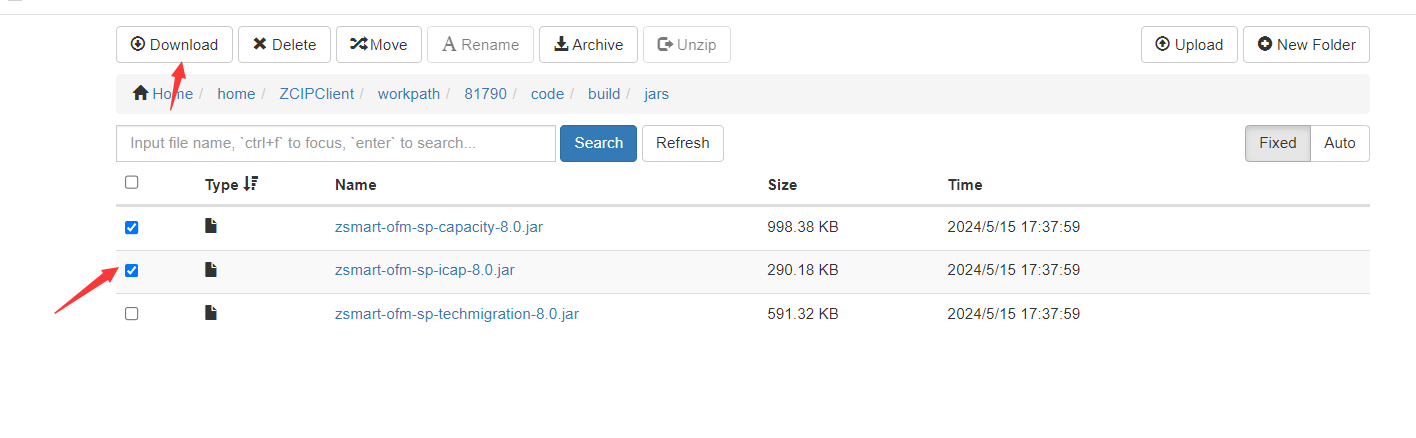 Download Delete Move Rename Archive Unzip Upload New Folder
Home / home / ZCIPClient / workpath / 81790 / code / build / jars
Input file name, `ctrl+f` to focus, `enter` to search... Search Refresh Fixed Auto
Type Name Size Time
zsmart-ofm-sp-capacity-8.0.jar 998.38 KB 2024/5/15 17:37:59
zsmart-ofm-sp-icap-8.0.jar 290.18 KB 2024/5/15 17:37:59
zsmart-ofm-sp-techmigration-8.0.jar 591.32 KB 2024/5/15 17:37:59